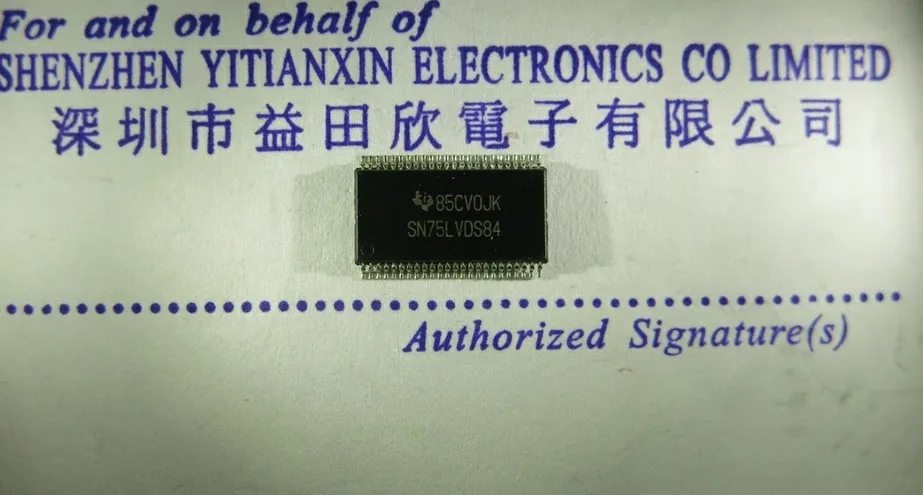 For and on behalf of
SHENZHEN YITIANXIN ELECTRONICS CO LIMITED
深圳市益田欣電子有限公司
85CV0JK
SN75LVDS84
Authorized Signature(s)